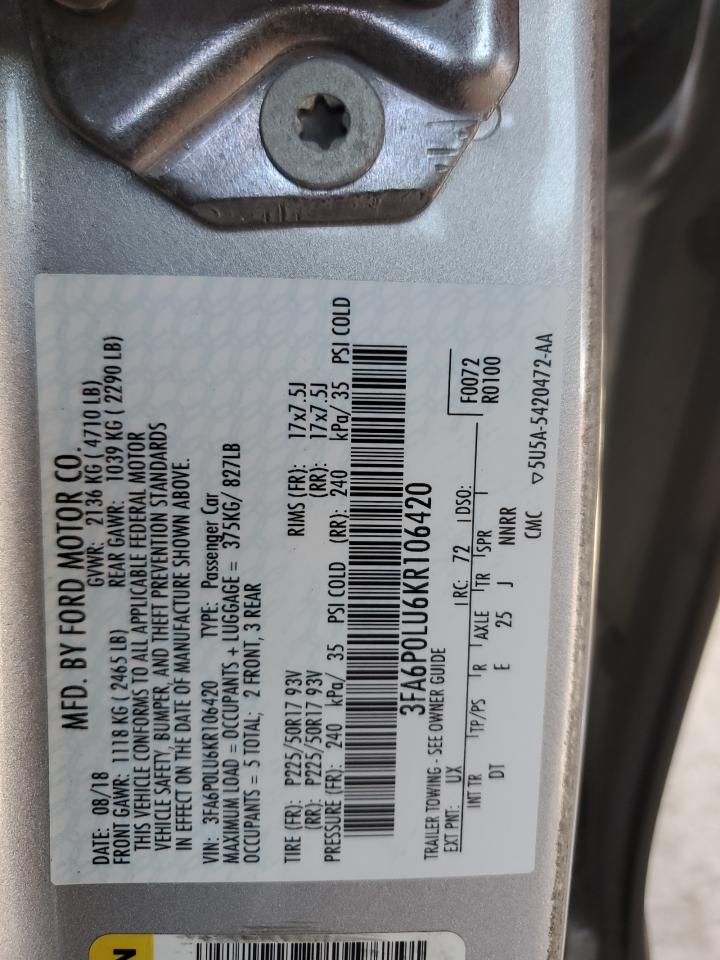 MFD. BY FORD MOTOR CO.
DATE: 08/18 GVWR: 2136 KG ( 4710 LB)
FRONT GAWR: 1118 KG ( 2465 LB) REAR GAWR: 1039 KG ( 2290 LB)
THIS VEHICLE CONFORMS TO ALL APPLICABLE FEDERAL MOTOR
VEHICLE SAFETY, BUMPER, AND THEFT PREVENTION STANDARDS
IN EFFECT ON THE DATE OF MANUFACTURE SHOWN ABOVE.
VIN: 3FA6P0LU6KR106420 TYPE: Passenger Car
MAXIMUM LOAD = OCCUPANTS + LUGGAGE = 375KG/ 827LB
OCCUPANTS = 5 TOTAL; 2 FRONT, 3 REAR
TIRE (FR): P225/50R17 93V RIMS (FR): 17x7.5J
(RR): P225/50R17 93V (RR): 17x7.5J
PRESSURE (FR): 240 kPa/ 35 PSI COLD (RR): 240 kPa/ 35 PSI COLD
3FA6P0LU6KR106420
TRAILER TOWING - SEE OWNER GUIDE
EXT PNT: UX RC: 72 DSO: F0072
R0100
INT TR TP/PS R AXLE TR SPR
DT E 25 J NNRR
CMC ▽5U5A-5420472-AA
N